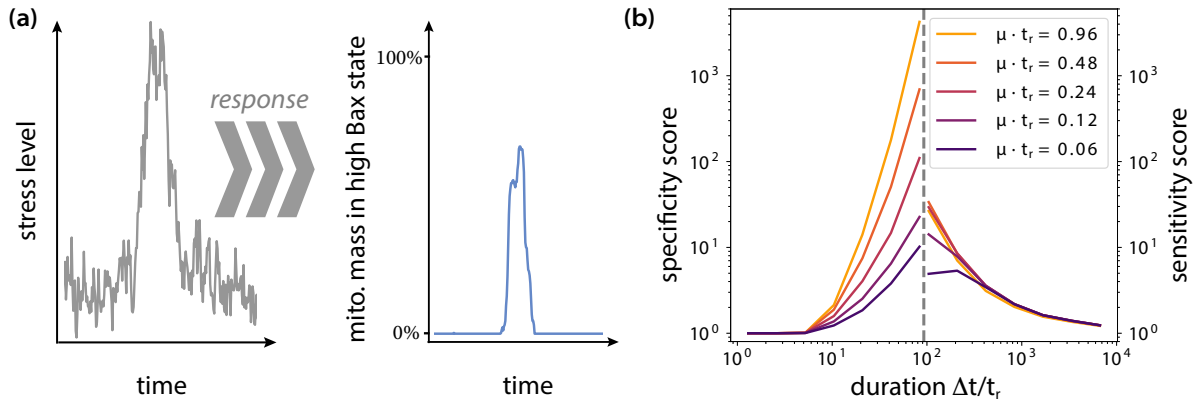 (a)
stress level
time
response
mito. mass in high Bax state
100%
0%
time
(b)
specificity score
10³
10²
10¹
10⁰
μ · tᵣ = 0.96
μ · tᵣ = 0.48
μ · tᵣ = 0.24
μ · tᵣ = 0.12
μ · tᵣ = 0.06
10³
10²
10¹
10⁰
sensitivity score
10⁰ 10¹ 10² 10³ 10⁴
duration Δt/tᵣ